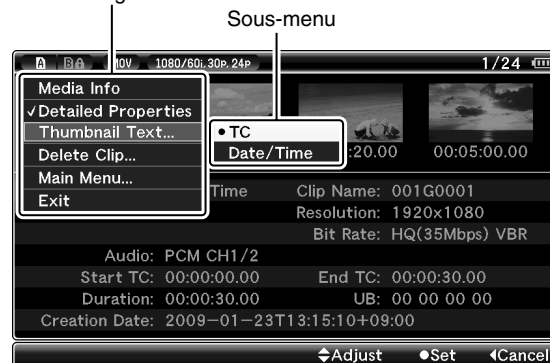 Sous-menu
A B MOV 1080/60i, 30P, 24P 1/24
Media Info
✓Detailed Properties
Thumbnail Text...
Delete Clip...
Main Menu...
Exit
● TC
Date/Time
:20.00 00:05:00.00
Time Clip Name: 001G0001
Resolution: 1920x1080
Bit Rate: HQ(35Mbps) VBR
Audio: PCM CH1/2
Start TC: 00:00:00.00 End TC: 00:00:30.00
Duration: 00:00:30.00 UB: 00 00 00 00
Creation Date: 2009-01-23T13:15:10+09:00
Adjust ●Set Cancel